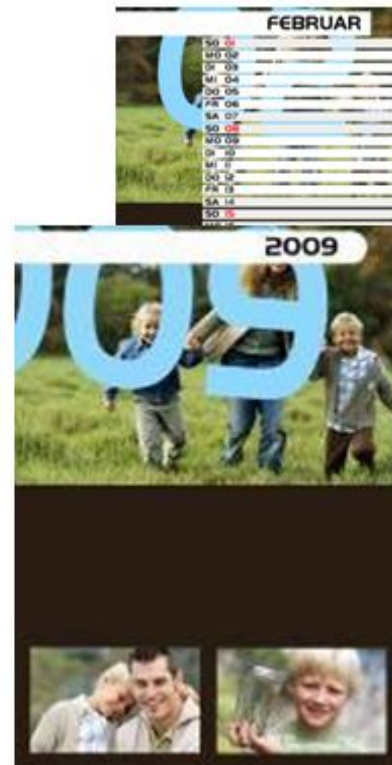 FEBRUAR
SO 01
MO 02
DI 03
MI 04
DO 05
FR 06
SA 07
SO 08
MO 09
DI 10
MI 11
DO 12
FR 13
SA 14
SO 15
2009
009